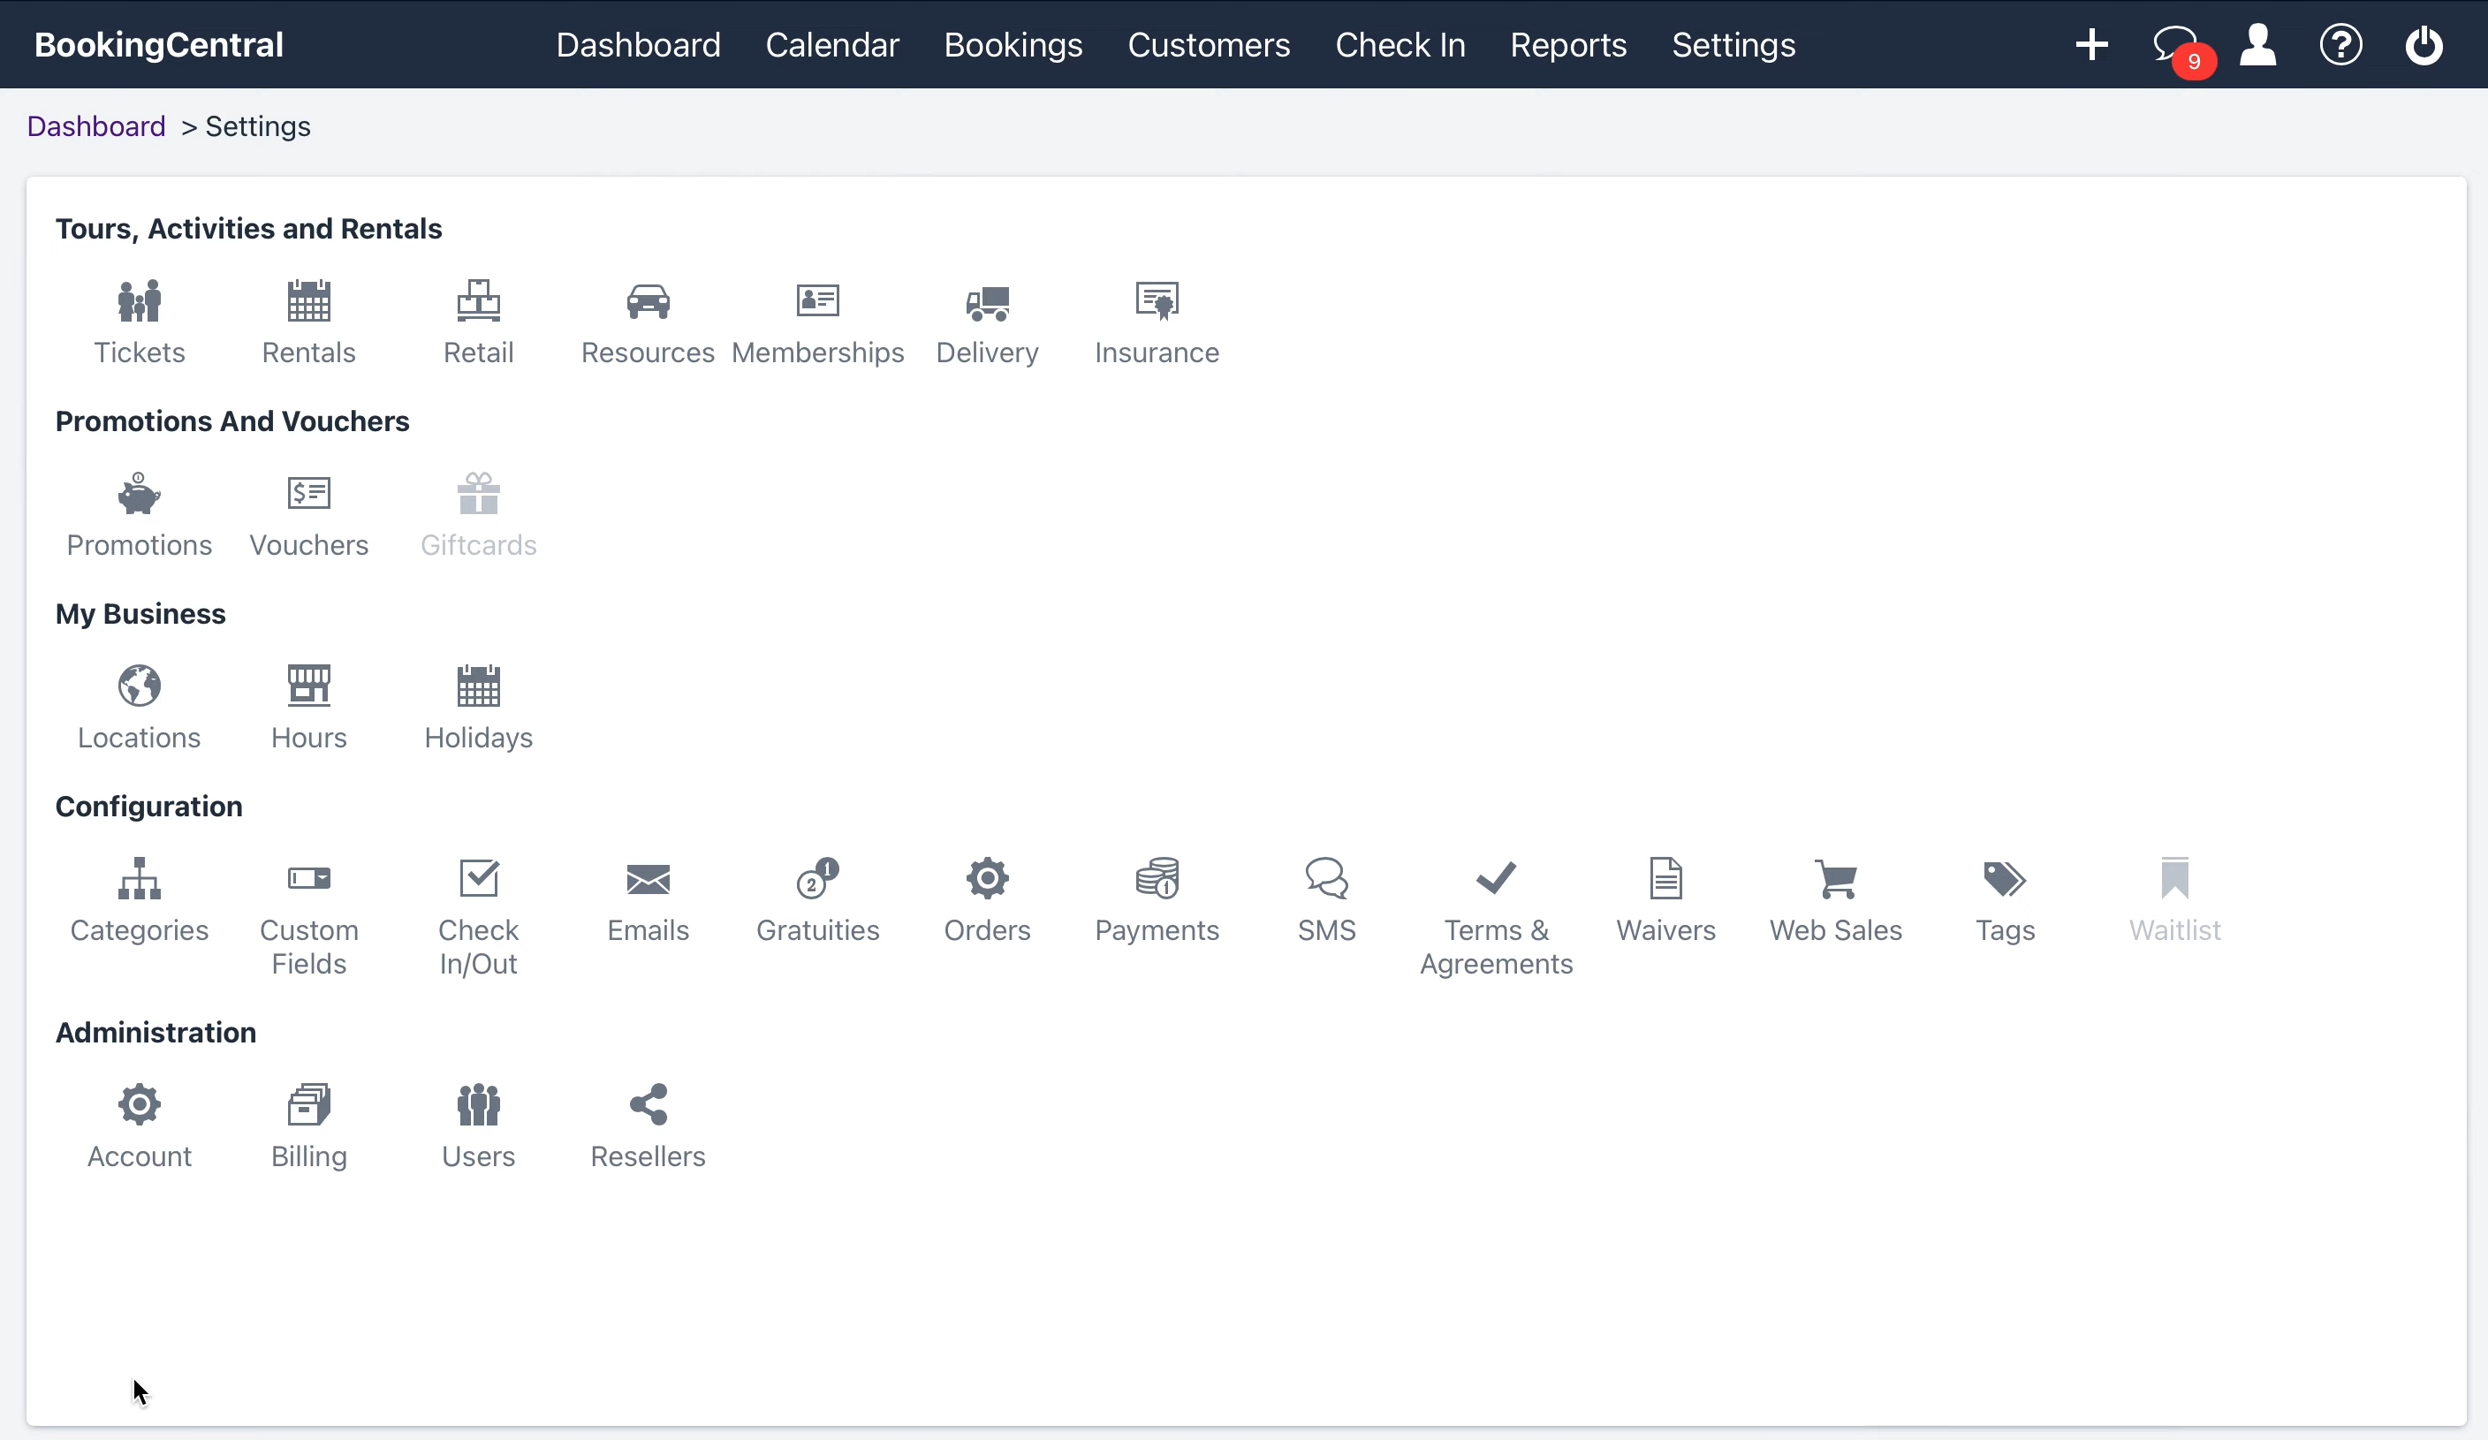 BookingCentral Dashboard Calendar Bookings Customers Check In Reports Settings 9
Dashboard > Settings
Tours, Activities and Rentals
Tickets Rentals Retail Resources Memberships Delivery Insurance
Promotions And Vouchers
Promotions Vouchers Giftcards
My Business
Locations Hours Holidays
Configuration
Categories Custom Fields Check In/Out Emails Gratuities Orders Payments SMS Terms & Agreements Waivers Web Sales Tags Waitlist
Administration
Account Billing Users Resellers